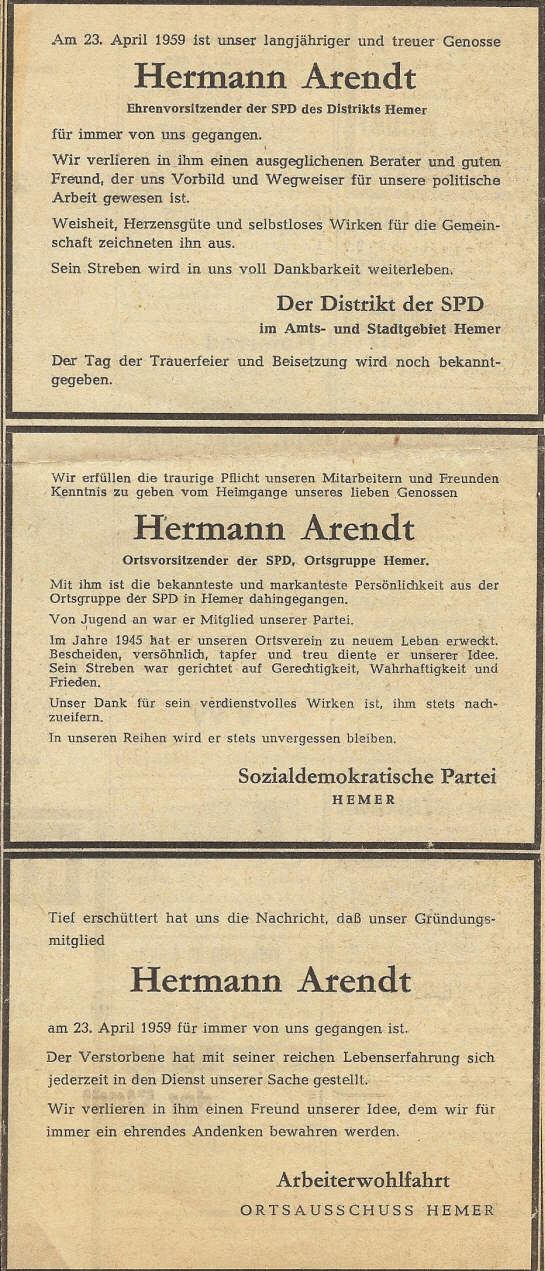 Am 23. April 1959 ist unser langjähriger und treuer Genosse
Hermann Arendt
Ehrenvorsitzender der SPD des Distrikts Hemer
für immer von uns gegangen.
Wir verlieren in ihm einen ausgeglichenen Berater und guten
Freund, der uns Vorbild und Wegweiser für unsere politische
Arbeit gewesen ist.
Weisheit, Herzensgüte und selbstloses Wirken für die Gemein-
schaft zeichneten ihn aus.
Sein Streben wird in uns voll Dankbarkeit weiterleben.
Der Distrikt der SPD
im Amts- und Stadtgebiet Hemer
Der Tag der Trauerfeier und Beisetzung wird noch bekannt-
gegeben.
Wir erfüllen die traurige Pflicht unseren Mitarbeitern und Freunden
Kenntnis zu geben vom Heimgange unseres lieben Genossen
Hermann Arendt
Ortsvorsitzender der SPD, Ortsgruppe Hemer.
Mit ihm ist die bekannteste und markanteste Persönlichkeit aus der
Ortsgruppe der SPD in Hemer dahingegangen.
Von Jugend an war er Mitglied unserer Partei.
Im Jahre 1945 hat er unseren Ortsverein zu neuem Leben erweckt.
Bescheiden, versöhnlich, tapfer und treu diente er unserer Idee.
Sein Streben war gerichtet auf Gerechtigkeit, Wahrhaftigkeit und
Frieden.
Unser Dank für sein verdienstvolles Wirken ist, ihm stets nach-
zueifern.
In unseren Reihen wird er stets unvergessen bleiben.
Sozialdemokratische Partei
HEMER
Tief erschüttert hat uns die Nachricht, daß unser Gründungs-
mitglied
Hermann Arendt
am 23. April 1959 für immer von uns gegangen ist.
Der Verstorbene hat mit seiner reichen Lebenserfahrung sich
jederzeit in den Dienst unserer Sache gestellt.
Wir verlieren in ihm einen Freund unserer Idee, dem wir für
immer ein ehrendes Andenken bewahren werden.
Arbeiterwohlfahrt
ORTSAUSSCHUSS HEMER